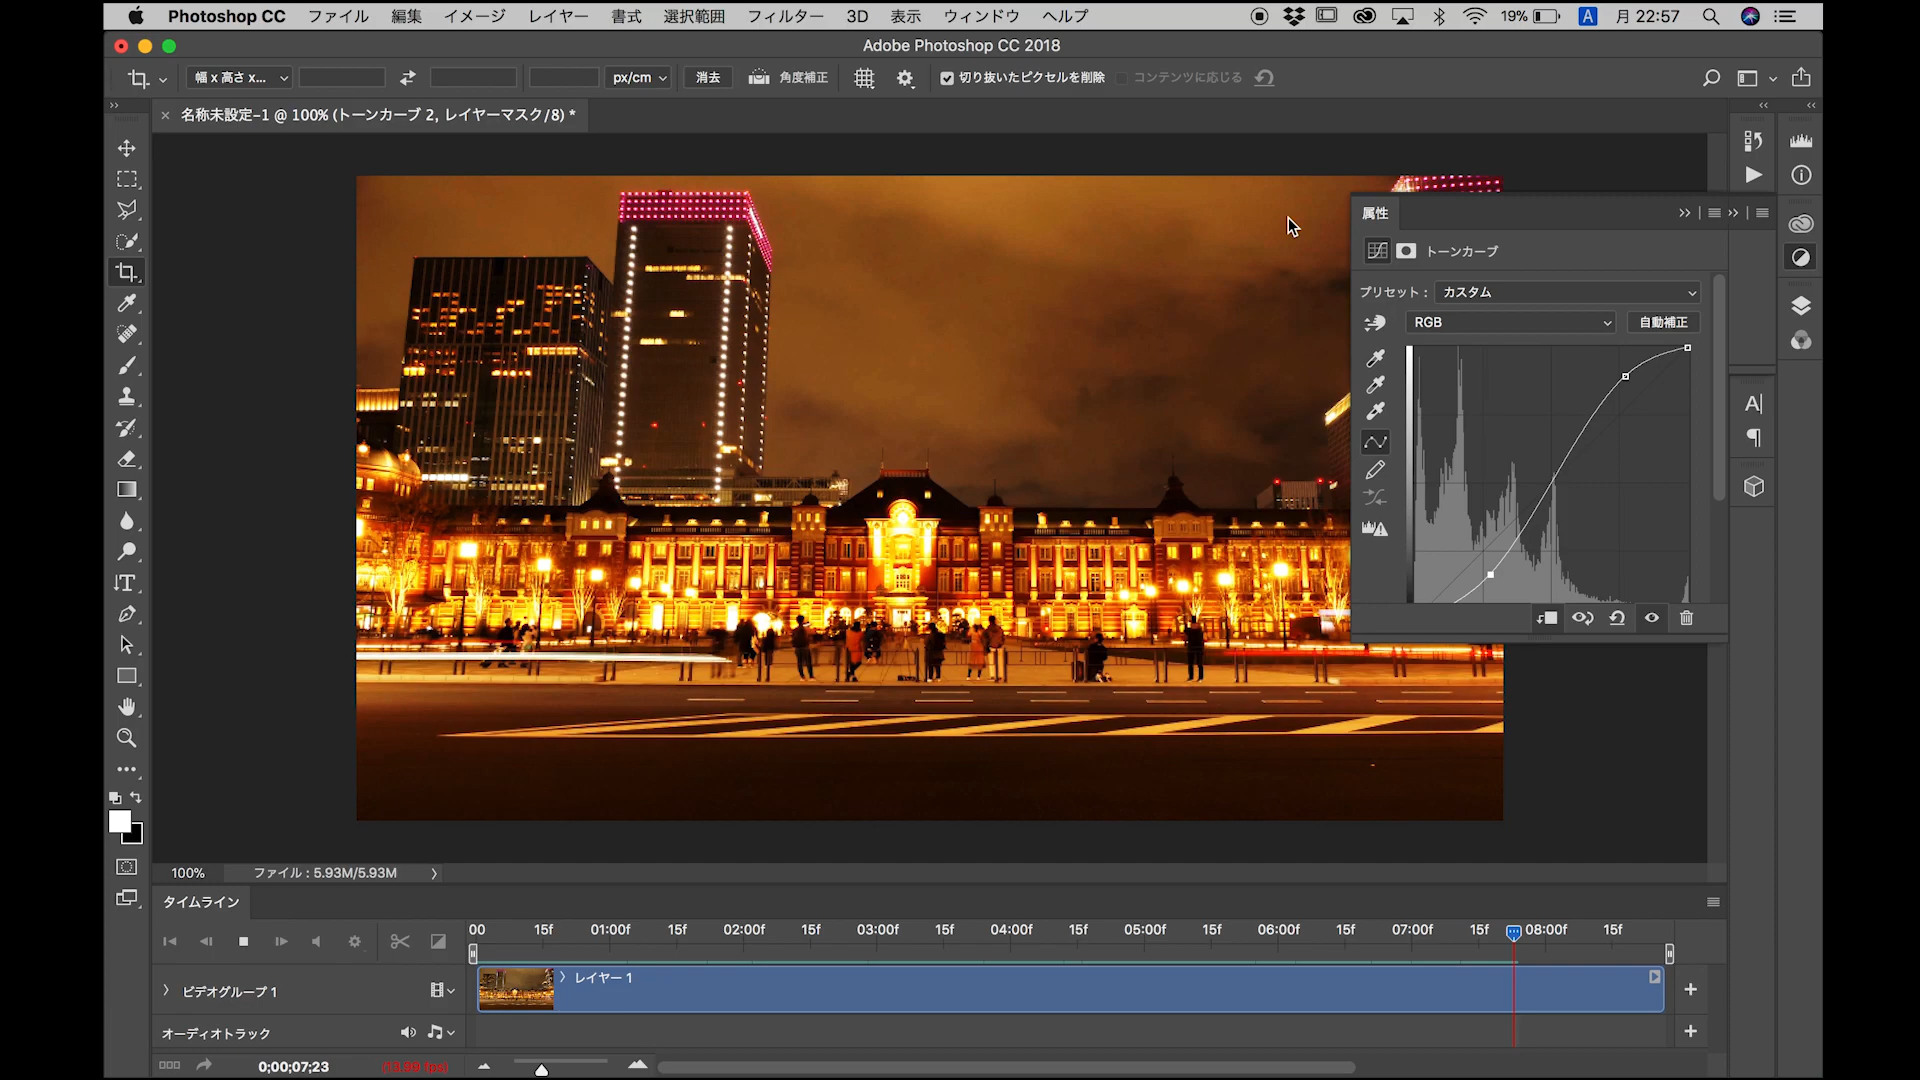 Photoshop CC ファイル 編集 イメージ レイヤー 書式 選択範囲 フィルター 3D 表示 ウィンドウ ヘルプ 19% A 月 22:57
Adobe Photoshop CC 2018
幅 x 高さ x... px/cm 消去 角度補正 切り抜いたピクセルを削除 コンテンツに応じる
名称未設定-1 @ 100% (トーンカーブ 2, レイヤーマスク/8) *
属性
トーンカーブ
プリセット： カスタム
RGB 自動補正
100% ファイル : 5.93M/5.93M
タイムライン
00 15f 01:00f 15f 02:00f 15f 03:00f 15f 04:00f 15f 05:00f 15f 06:00f 15f 07:00f 15f 08:00f 15f
レイヤー 1
ビデオグループ 1
オーディオトラック
0;00;07;23 (13.99 fps)